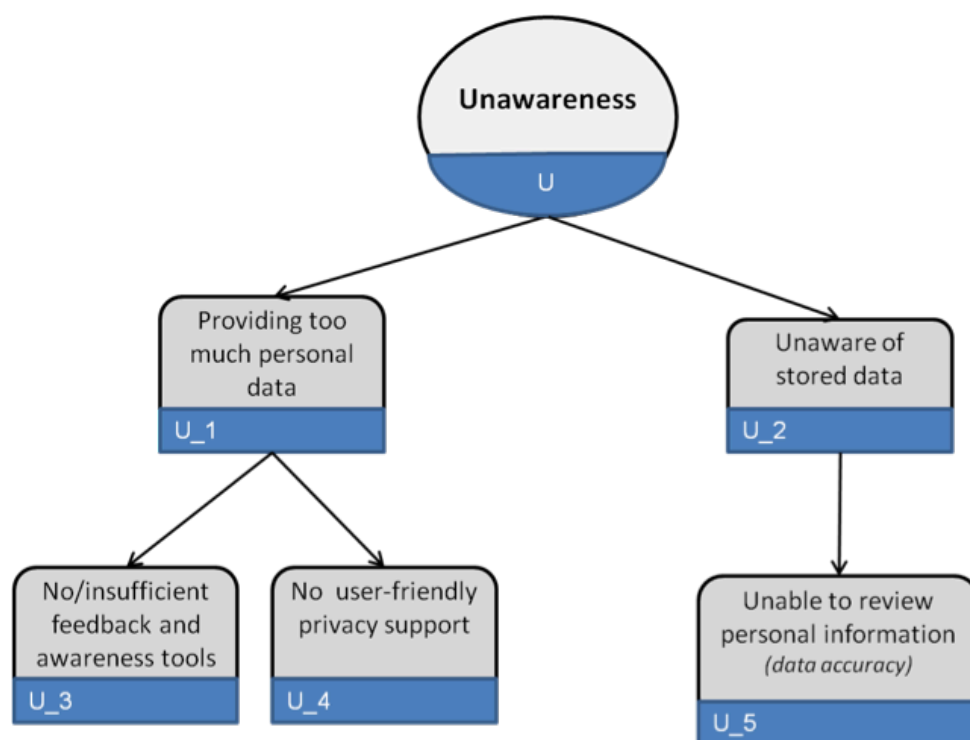 Unawareness
U
Providing too
much personal
data
U_1
Unaware of
stored data
U_2
No/insufficient
feedback and
awareness tools
U_3
No user-friendly
privacy support
U_4
Unable to review
personal information
(data accuracy)
U_5